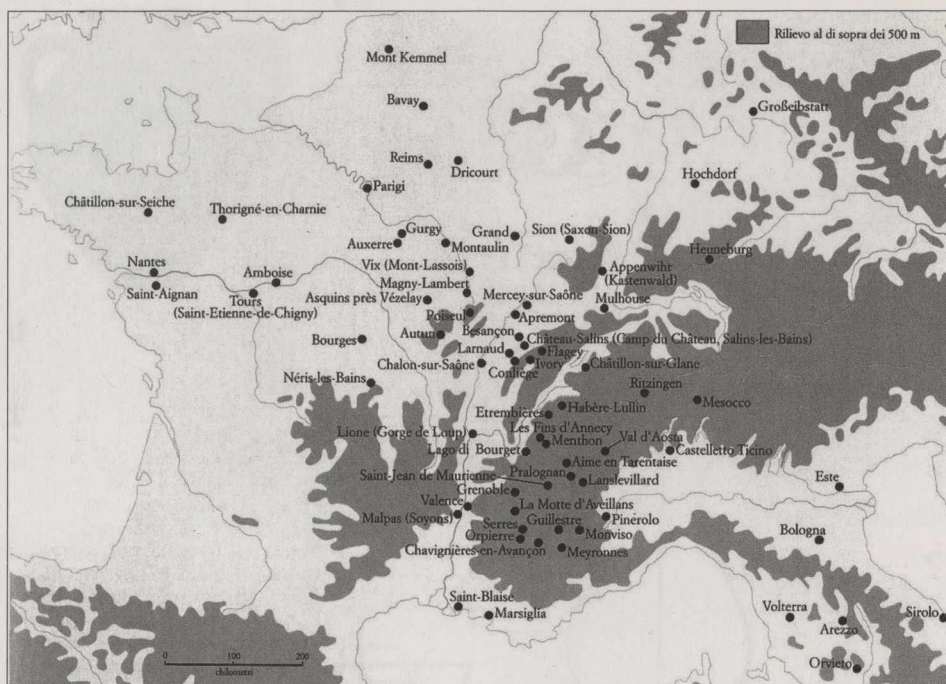 Rilievo al di sopra dei 500 m
Mont Kemmel
Bavay
Großeibstatt
Reims
Dricourt
Parigi
Hochdorf
Châtillon-sur-Seiche
Thorigné-en-Charnie
Gurgy
Auxerre
Montaulin
Grand
Sion (Saxon-Sion)
Heuneburg
Nantes
Saint-Aignan
Amboise
Tours
(Saint-Etienne-de-Chigny)
Vix (Mont-Lassois)
Magny-Lambert
Asquins près Vézelay
Appenwihr
(Kastenwald)
Mercey-sur-Saône
Mulhouse
Poiseul
Apremont
Bourges
Autun
Besançon
Château-Salins (Camp du Château, Salins-les-Bains)
Larnaud
Flagey
Chalon-sur-Saône
Conliège
Ivory
Châtillon-sur-Glane
Néris-les-Bains
Ritzingen
Mesocco
Etrembières
Habère-Lullin
Lione (Gorge de Loup)
Les Fins d'Annecy
Menthon
Val d'Aosta
Lago di Bourget
Castelletto Ticino
Aime en Tarentaise
Saint-Jean de Maurienne
Pralognan
Lanslevillard
Este
Grenoble
Valence
La Motte d'Aveillans
Malpas (Soyons)
Serres
Guillestre
Pinerolo
Bologna
Orpierre
Monviso
Chavignières-en-Avançon
Meyronnes
Saint-Blaise
Marsiglia
Volterra
Arezzo
Sirolo
Orvieto
0 100 200
chilometri